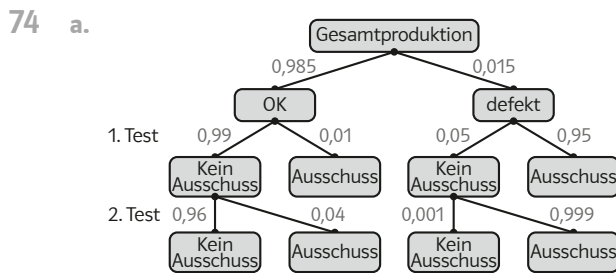 74 a.
Gesamtproduktion
0,985 0,015
OK defekt
1. Test 0,99 0,01 0,05 0,95
Kein Ausschuss Ausschuss Kein Ausschuss Ausschuss
2. Test 0,96 0,04 0,001 0,999
Kein Ausschuss Ausschuss Kein Ausschuss Ausschuss